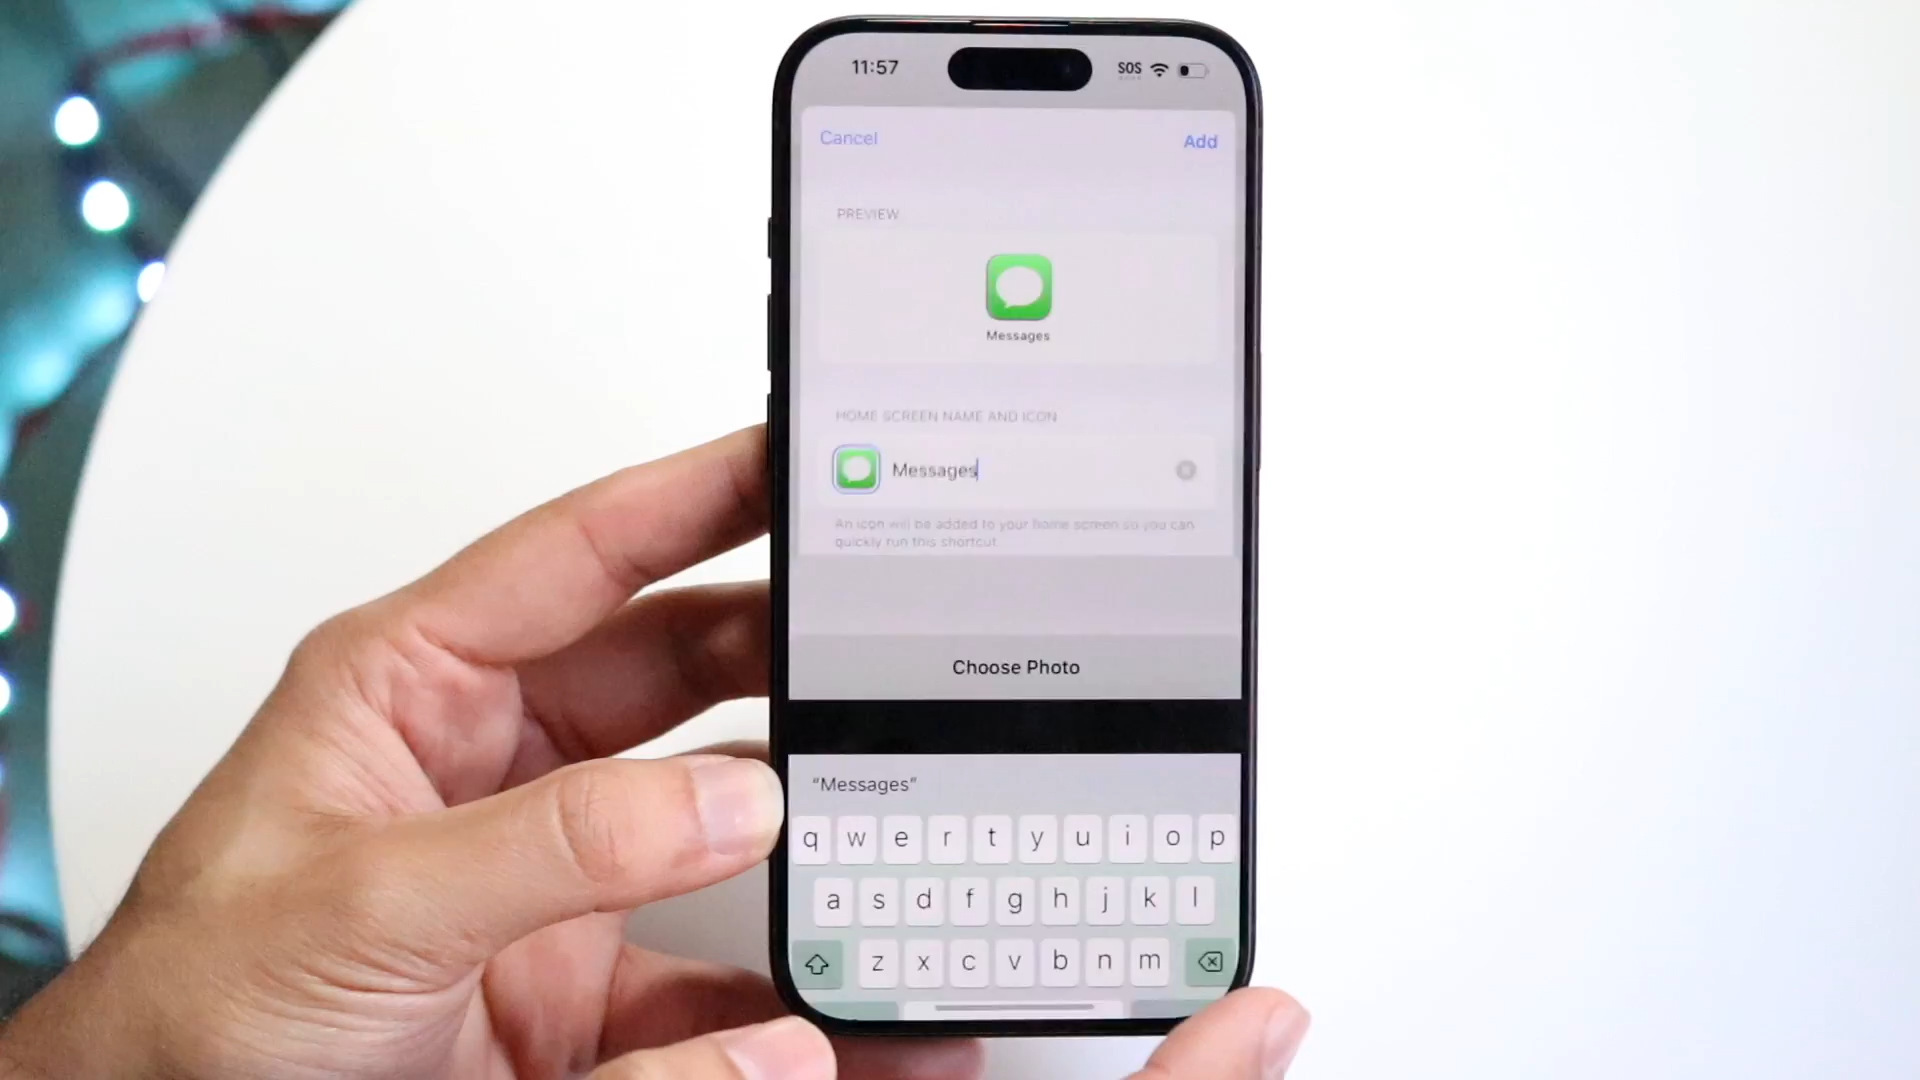 11:57 SOS
Cancel Add
PREVIEW
Messages
HOME SCREEN NAME AND ICON
Messages
An icon will be added to your home screen so you can
quickly run this shortcut.
Choose Photo
“Messages”
q w e r t y u i o p
a s d f g h j k l
z x c v b n m